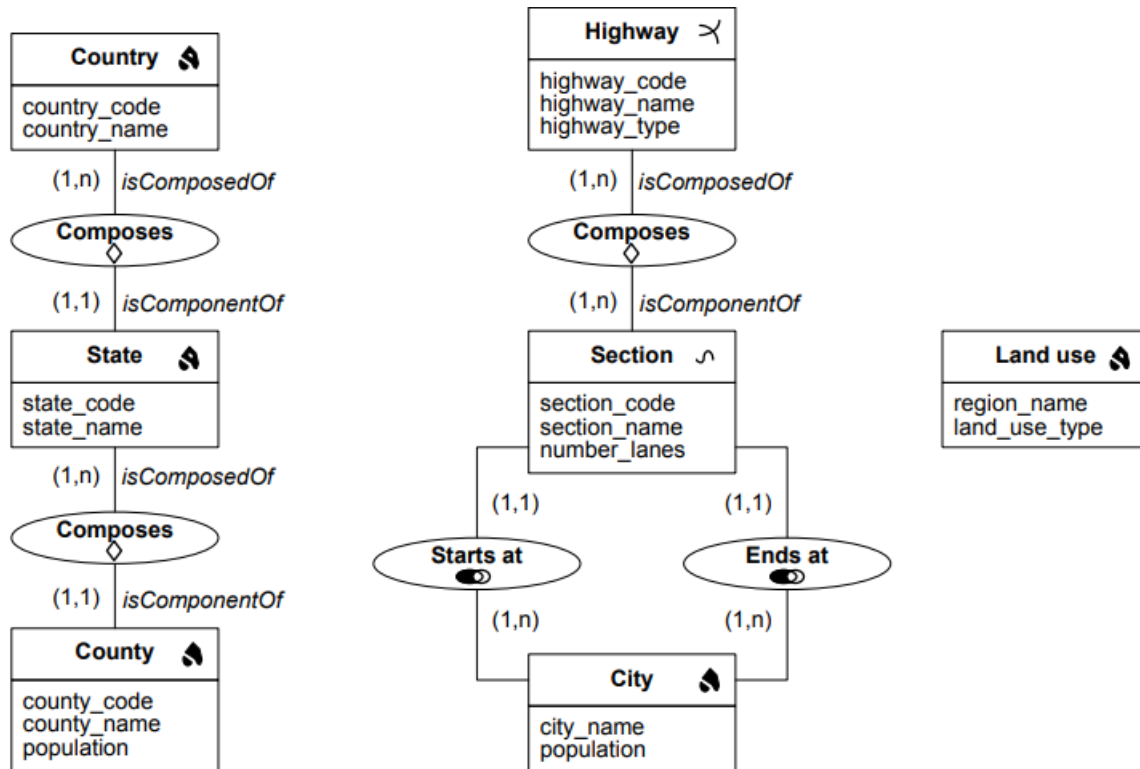 Country
country_code
country_name
(1,n) isComposedOf
Composes
(1,1) isComponentOf
State
state_code
state_name
(1,n) isComposedOf
Composes
(1,1) isComponentOf
County
county_code
county_name
population
Highway
highway_code
highway_name
highway_type
(1,n) isComposedOf
Composes
(1,n) isComponentOf
Section
section_code
section_name
number_lanes
(1,1)
(1,1)
Starts at
Ends at
(1,n)
(1,n)
City
city_name
population
Land use
region_name
land_use_type